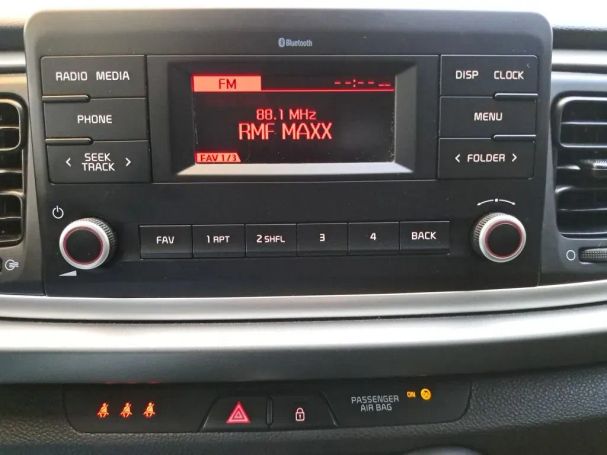 Bluetooth
RADIO MEDIA
FM
--:--
DISP CLOCK
PHONE
88.1 MHz
RMF MAXX
MENU
< SEEK TRACK >
FAV 1/3
< FOLDER >
FAV
1 RPT
2 SHFL
3
4
BACK
PASSENGER
AIR BAG
ON